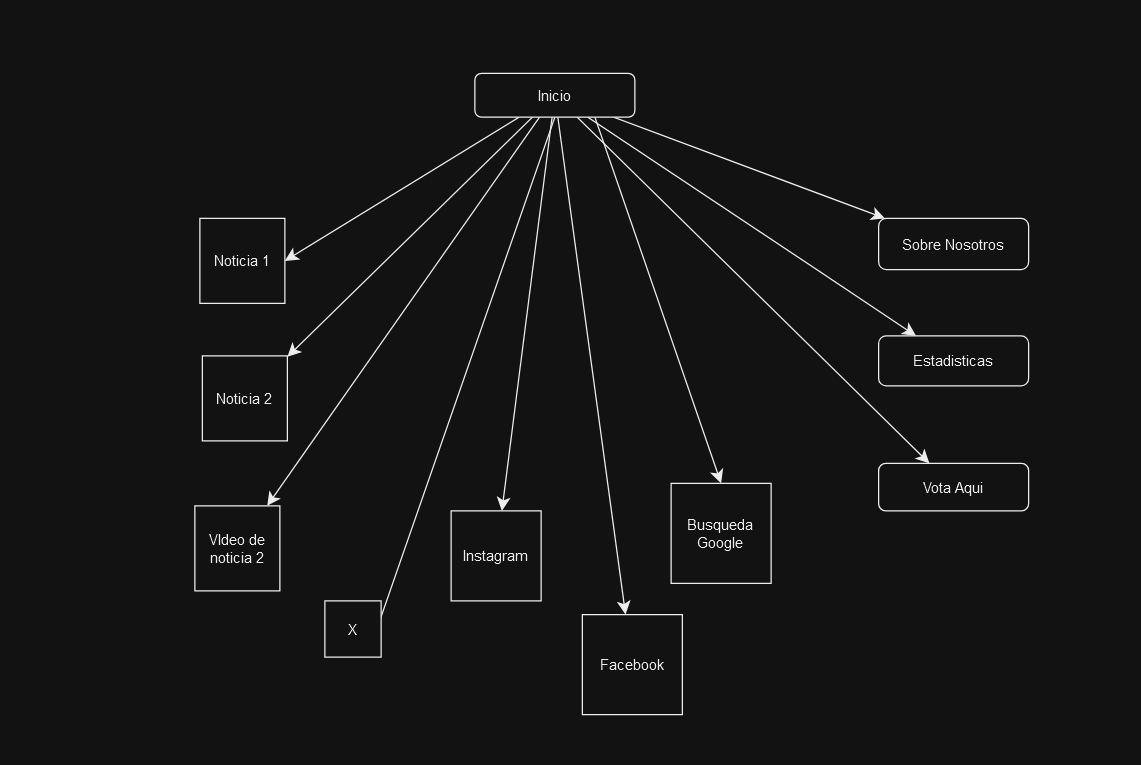 Inicio
Noticia 1
Sobre Nosotros
Noticia 2
Estadisticas
Vota Aqui
VIdeo de
noticia 2
X
Instagram
Busqueda
Google
Facebook